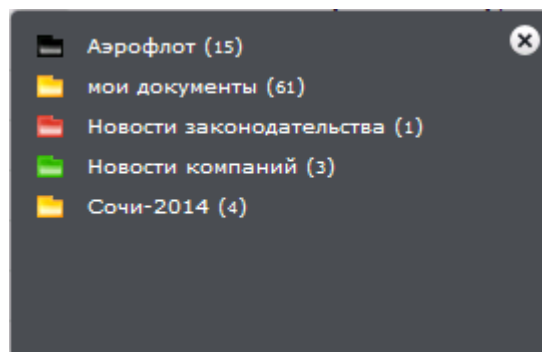 Аэрофлот (15)
мои документы (61)
Новости законодательства (1)
Новости компаний (3)
Сочи-2014 (4)